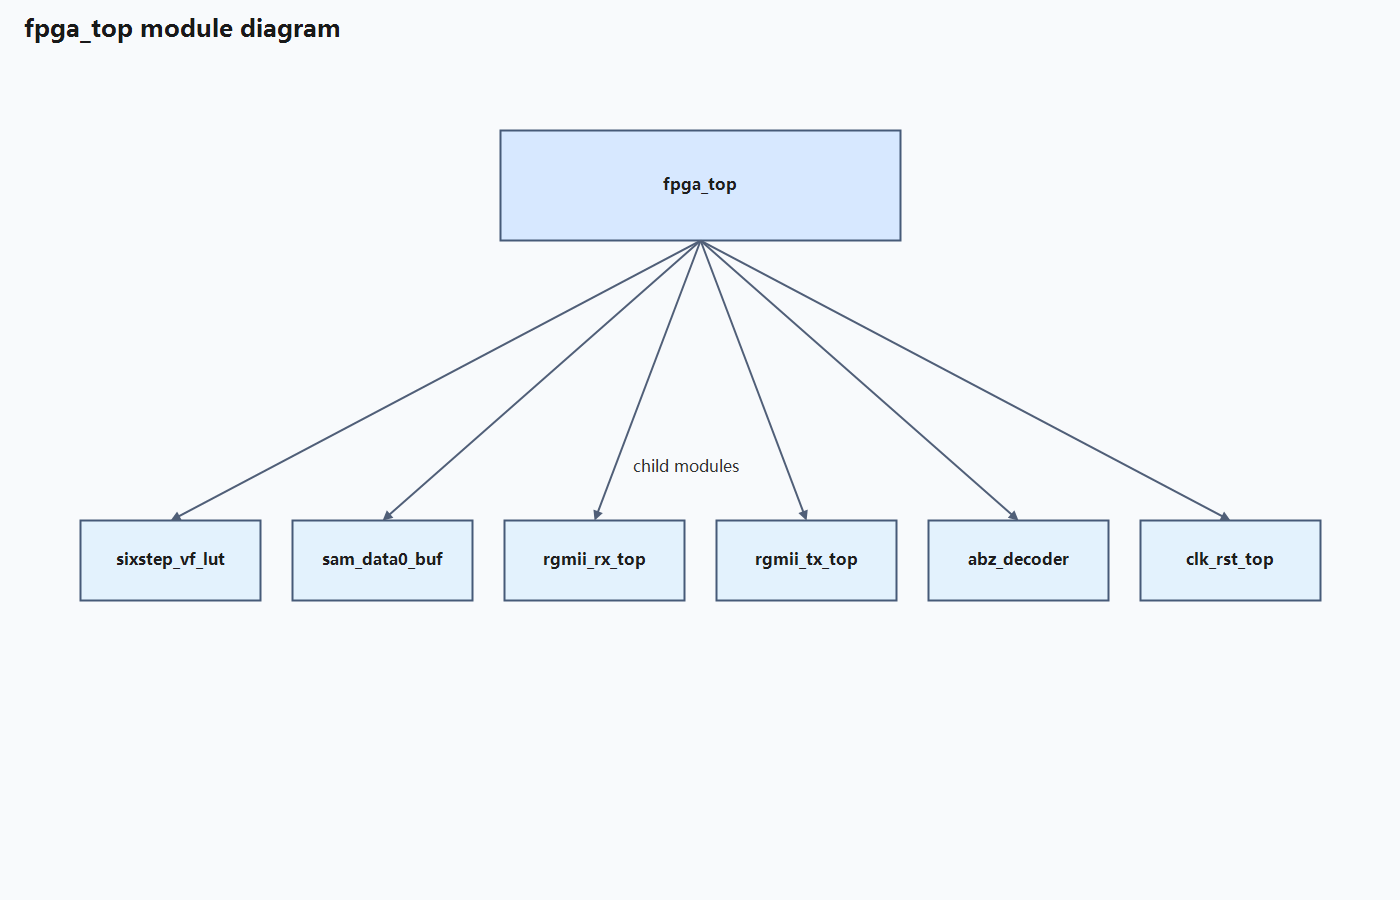 fpga_top module diagram
fpga_top
child modules
sixstep_vf_lut
sam_data0_buf
rgmii_rx_top
rgmii_tx_top
abz_decoder
clk_rst_top